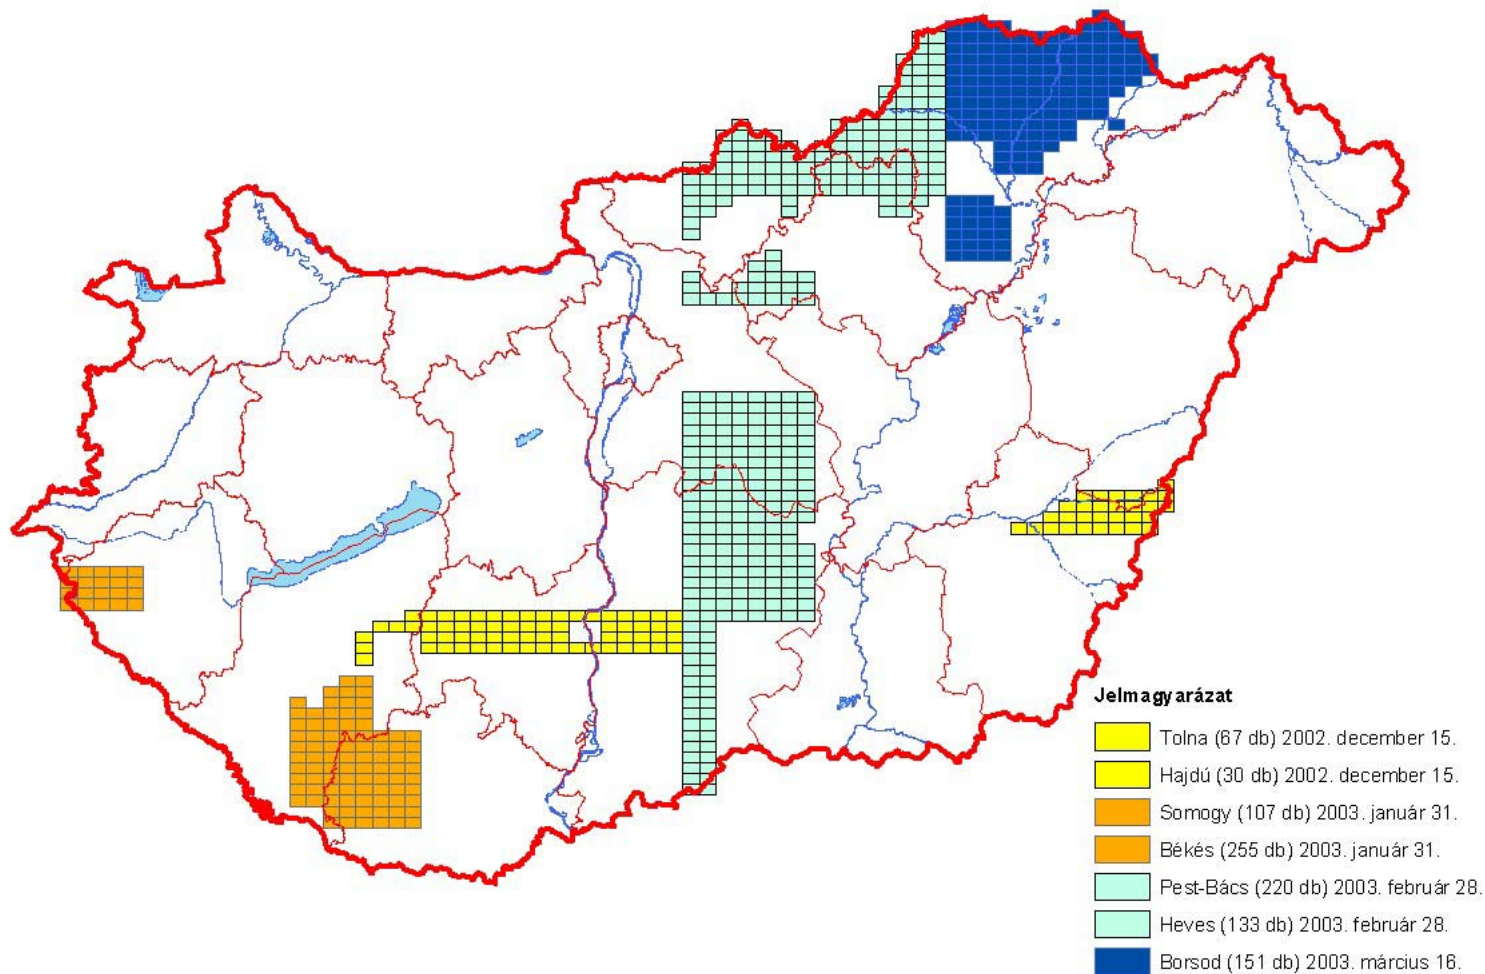 Jelmagyarázat
Tolna (67 db) 2002. december 15.
Hajdú (30 db) 2002. december 15.
Somogy (107 db) 2003. január 31.
Békés (255 db) 2003. január 31.
Pest-Bács (220 db) 2003. február 28.
Heves (133 db) 2003. február 28.
Borsod (151 db) 2003. március 16.